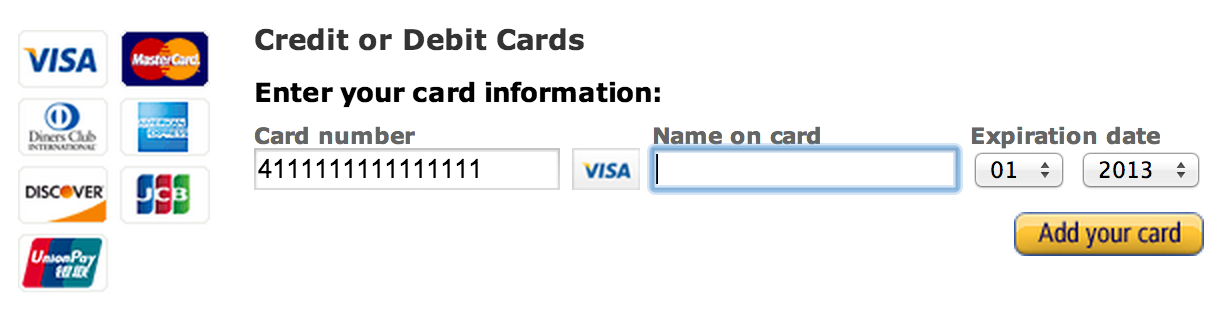 Credit or Debit Cards
Enter your card information:
Card number
Name on card
Expiration date
4111111111111111
VISA
01
2013
Add your card
VISA
MasterCard
Diners Club
INTERNATIONAL
AMERICAN
EXPRESS
DISCOVER
JCB
UnionPay
银联